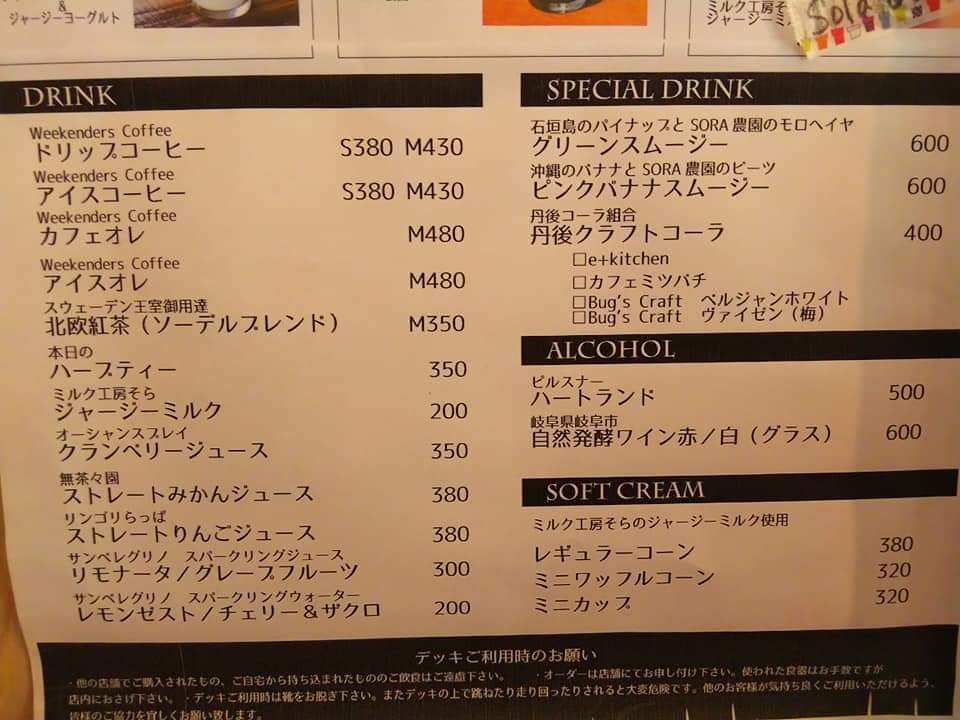 &
ジャージーヨーグルト
ミルク工房そ
ジャージーミ
Sora
DRINK
Weekenders Coffee
ドリップコーヒー S380 M430
Weekenders Coffee
アイスコーヒー S380 M430
Weekenders Coffee
カフェオレ M480
Weekenders Coffee
アイスオレ M480
スウェーデン王室御用達
北欧紅茶（ソーデルブレンド） M350
本日の
ハーブティー 350
ミルク工房そら
ジャージーミルク 200
オーシャンスプレイ
クランベリージュース 350
無茶々園
ストレートみかんジュース 380
リンゴリらっぱ
ストレートりんごジュース 380
サンペレグリノ スパークリングジュース
リモナータ／グレープフルーツ 300
サンペレグリノ スパークリングウォーター
レモンゼスト／チェリー＆ザクロ 200
SPECIAL DRINK
石垣島のパイナップとSORA農園のモロヘイヤ
グリーンスムージー 600
沖縄のバナナとSORA農園のビーツ
ピンクバナナスムージー 600
丹後コーラ組合
丹後クラフトコーラ 400
□e+kitchen
□カフェミツバチ
□Bug's Craft ベルジャンホワイト
□Bug's Craft ヴァイゼン（梅）
ALCOHOL
ピルスナー
ハートランド 500
岐阜県岐阜市
自然発酵ワイン赤／白（グラス） 600
SOFT CREAM
ミルク工房そらのジャージーミルク使用
レギュラーコーン 380
ミニワッフルコーン 320
ミニカップ 320
デッキご利用時のお願い
・他の店舗でご購入されたもの、ご自宅から持ち込まれたもののご飲食はご遠慮下さい。 ・オーダーは店舗にてお申し付け下さい。使われた食器はお手数ですが
店内におさげ下さい。・デッキご利用時は靴をお脱ぎ下さい。またデッキの上で跳ねたり走り回ったりされると大変危険です。他のお客様が気持ち良くご利用いただけるよう、
皆様のご協力を宜しくお願い致します。